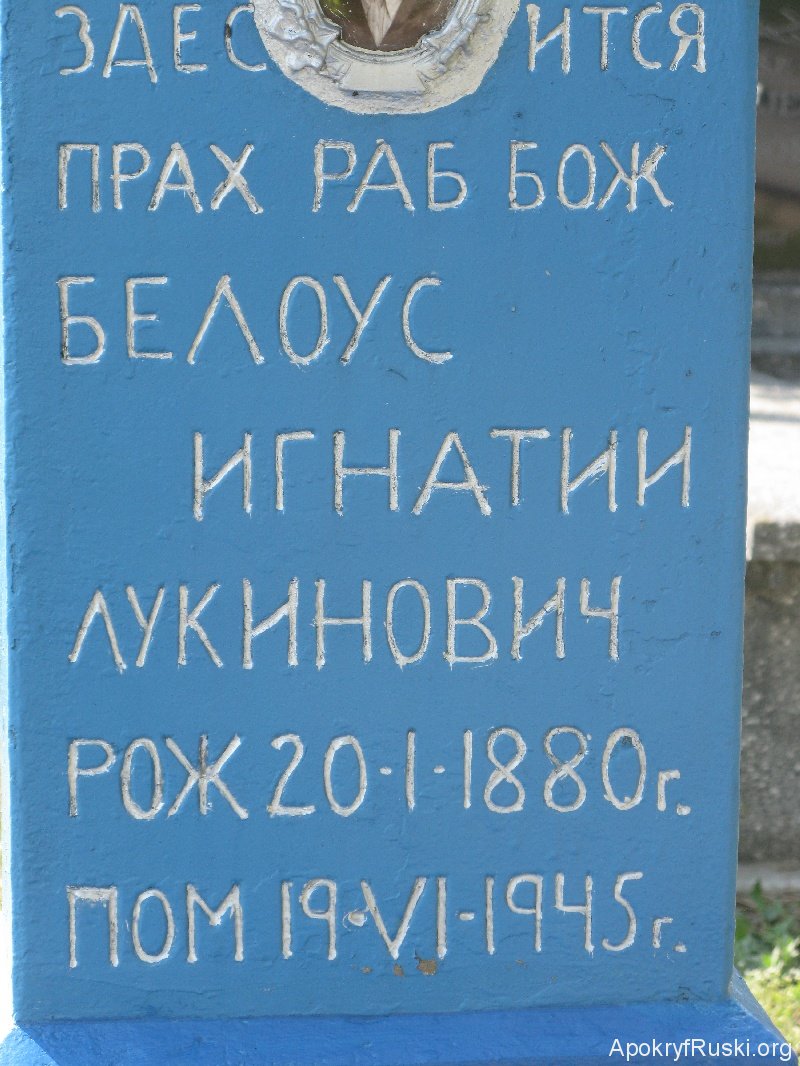 ЗДЕС ИТСЯ
ПРАХ РАБ БОЖ
БЕЛОУС
ИГНАТИИ
ЛУКИНОВИЧ
РОЖ 20·I·1880г.
ПОМ 19·VI·1945г.
ApokryfRuski.org